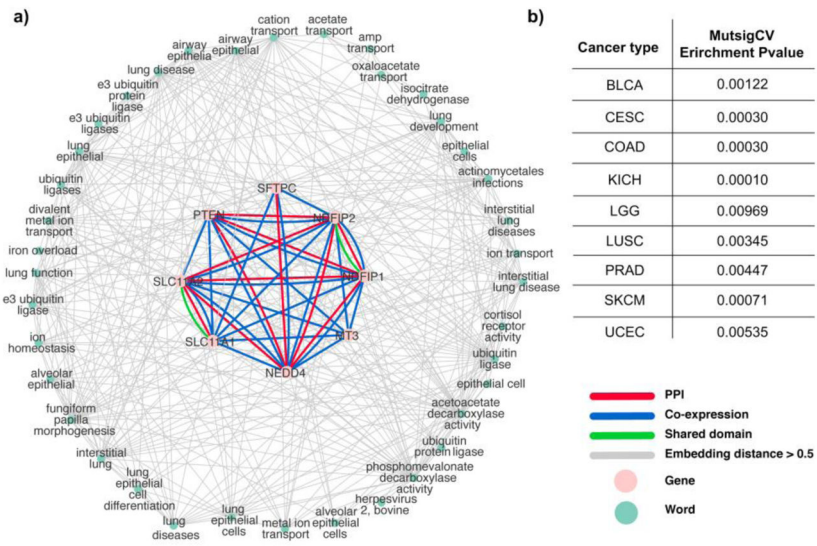 a)
cation
transport
acetate
transport
amp
transport
oxaloacetate
transport
isocitrate
dehydrogenase
lung
development
epithelial
cells
actinomycetales
infections
interstitial
lung
diseases
ion transport
interstitial
lung disease
cortisol
receptor
activity
ubiquitin
ligase
epithelial cell
acetoacetate
decarboxylase
activity
ubiquitin
protein ligase
phosphomevalonate
decarboxylase
activity
herpesvirus
2, bovine
alveolar
epithelial
cells
metal ion
transport
lung
epithelial
cells
lung
diseases
lung
epithelial
cell
differentiation
interstitial
lung
fungiform
papilla
morphogenesis
alveolar
epithelial
ion
homeostasis
e3 ubiquitin
ligase
lung function
iron overload
divalent
metal ion
transport
ubiquitin
ligases
lung
epithelial
e3 ubiquitin
ligases
e3 ubiquitin
protein
ligase
lung disease
airway
epithelia
airway
epithelial
SFTPC
PTEN
NDFIP2
SLC11A2
NDFIP1
SLC11A1
MT3
NEDD4
b)
Cancer type
MutsigCV
Erirchment Pvalue
BLCA 0.00122
CESC 0.00030
COAD 0.00030
KICH 0.00010
LGG 0.00969
LUSC 0.00345
PRAD 0.00447
SKCM 0.00071
UCEC 0.00535
PPI
Co-expression
Shared domain
Embedding distance > 0.5
Gene
Word